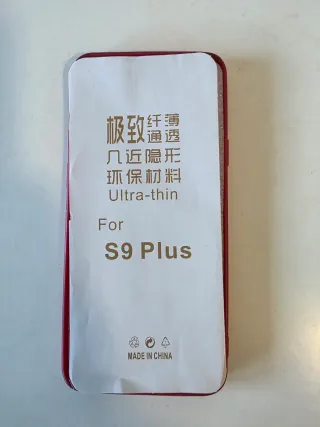 极致纤薄通透
几近隐形
环保材料
Ultra-thin
For
S9 Plus
MADE IN CHINA